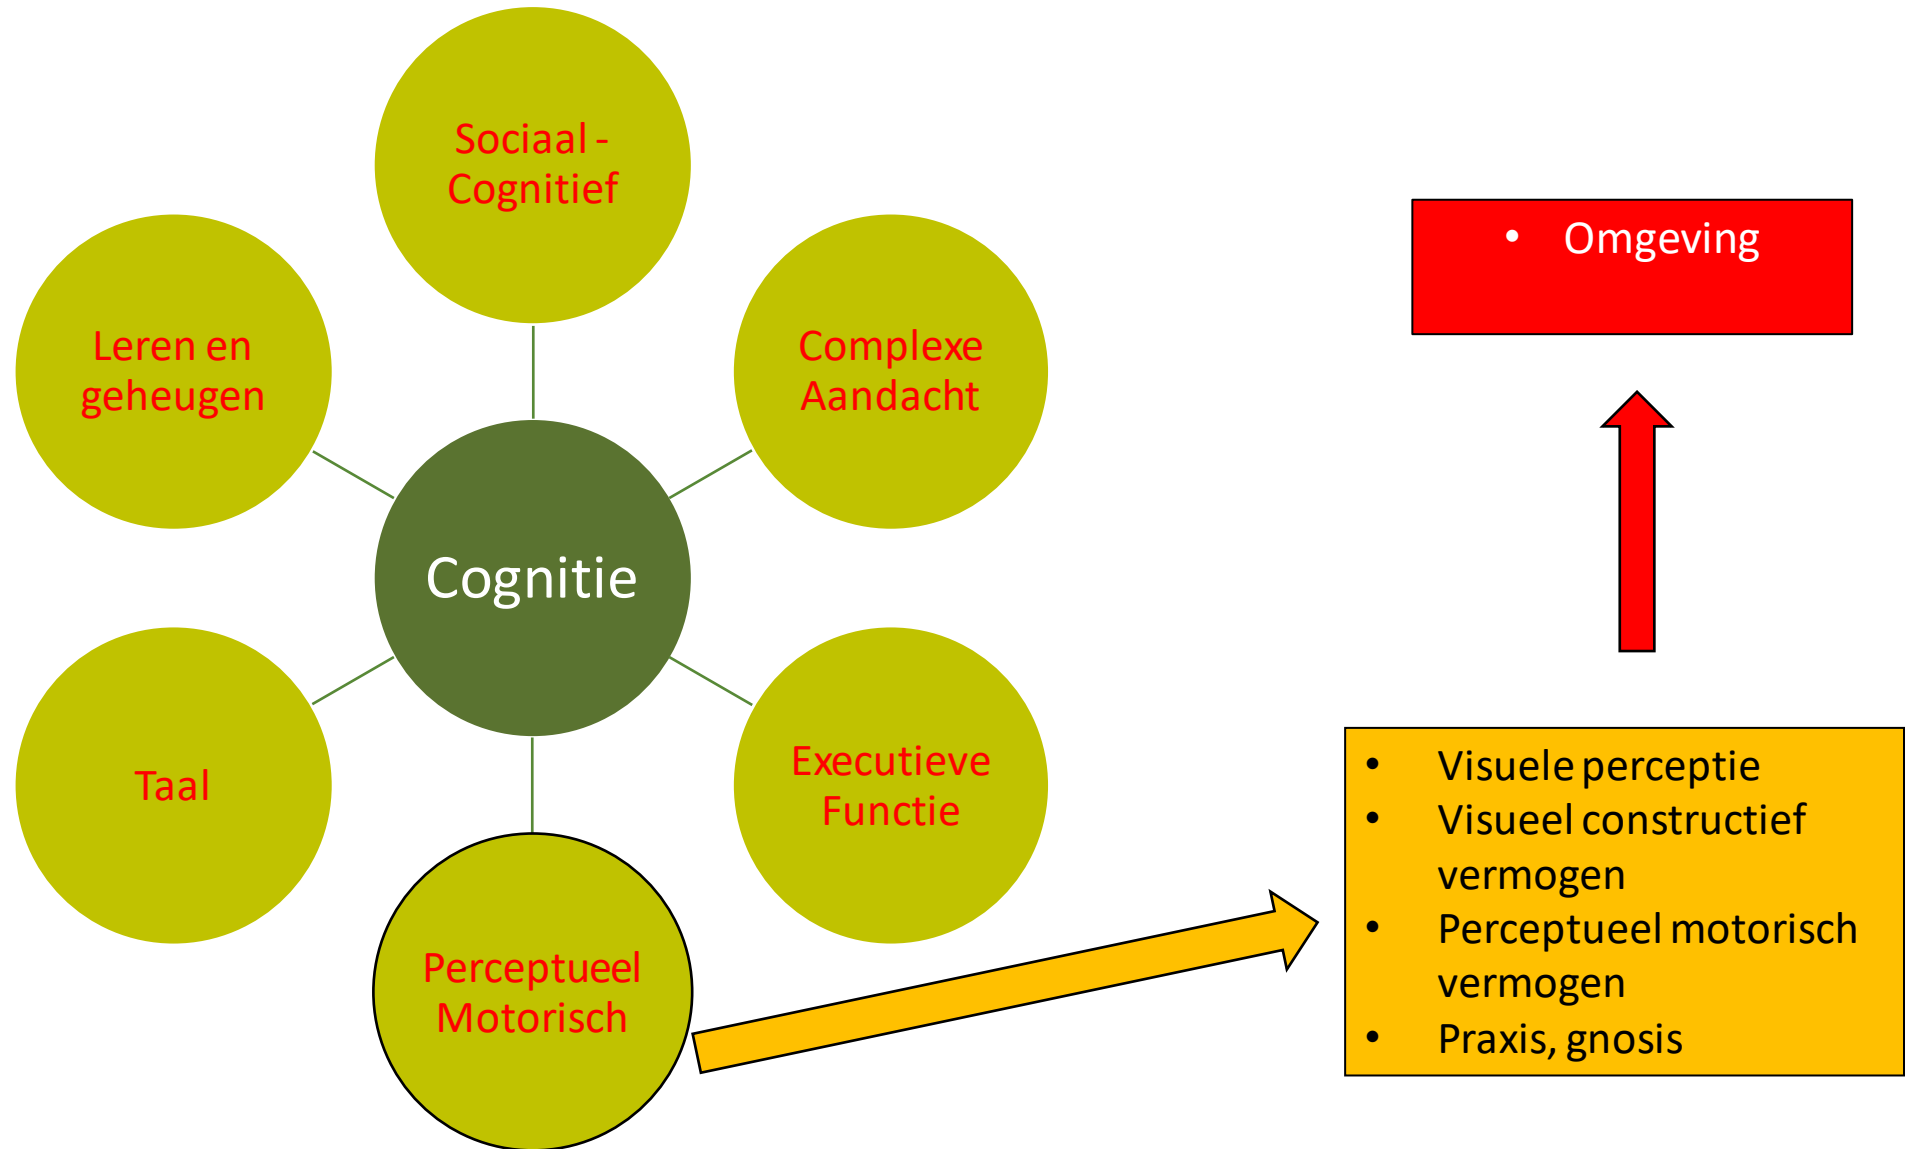 Sociaal -
Cognitief
Leren en
geheugen
Complexe
Aandacht
Cognitie
Taal
Executieve
Functie
Perceptueel
Motorisch
• Omgeving
• Visuele perceptie
• Visueel constructief
vermogen
• Perceptueel motorisch
vermogen
• Praxis, gnosis